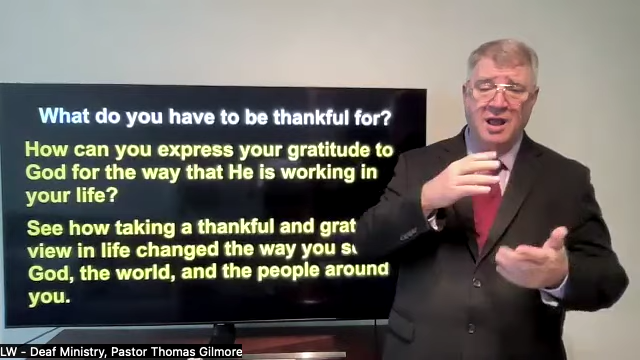 What do you have to be thankful for?
How can you express your gratitude to
God for the way that He is working in
your life?
See how taking a thankful and grat
view in life changed the way you s
God, the world, and the people around
you.
LW - Deaf Ministry, Pastor Thomas Gilmore